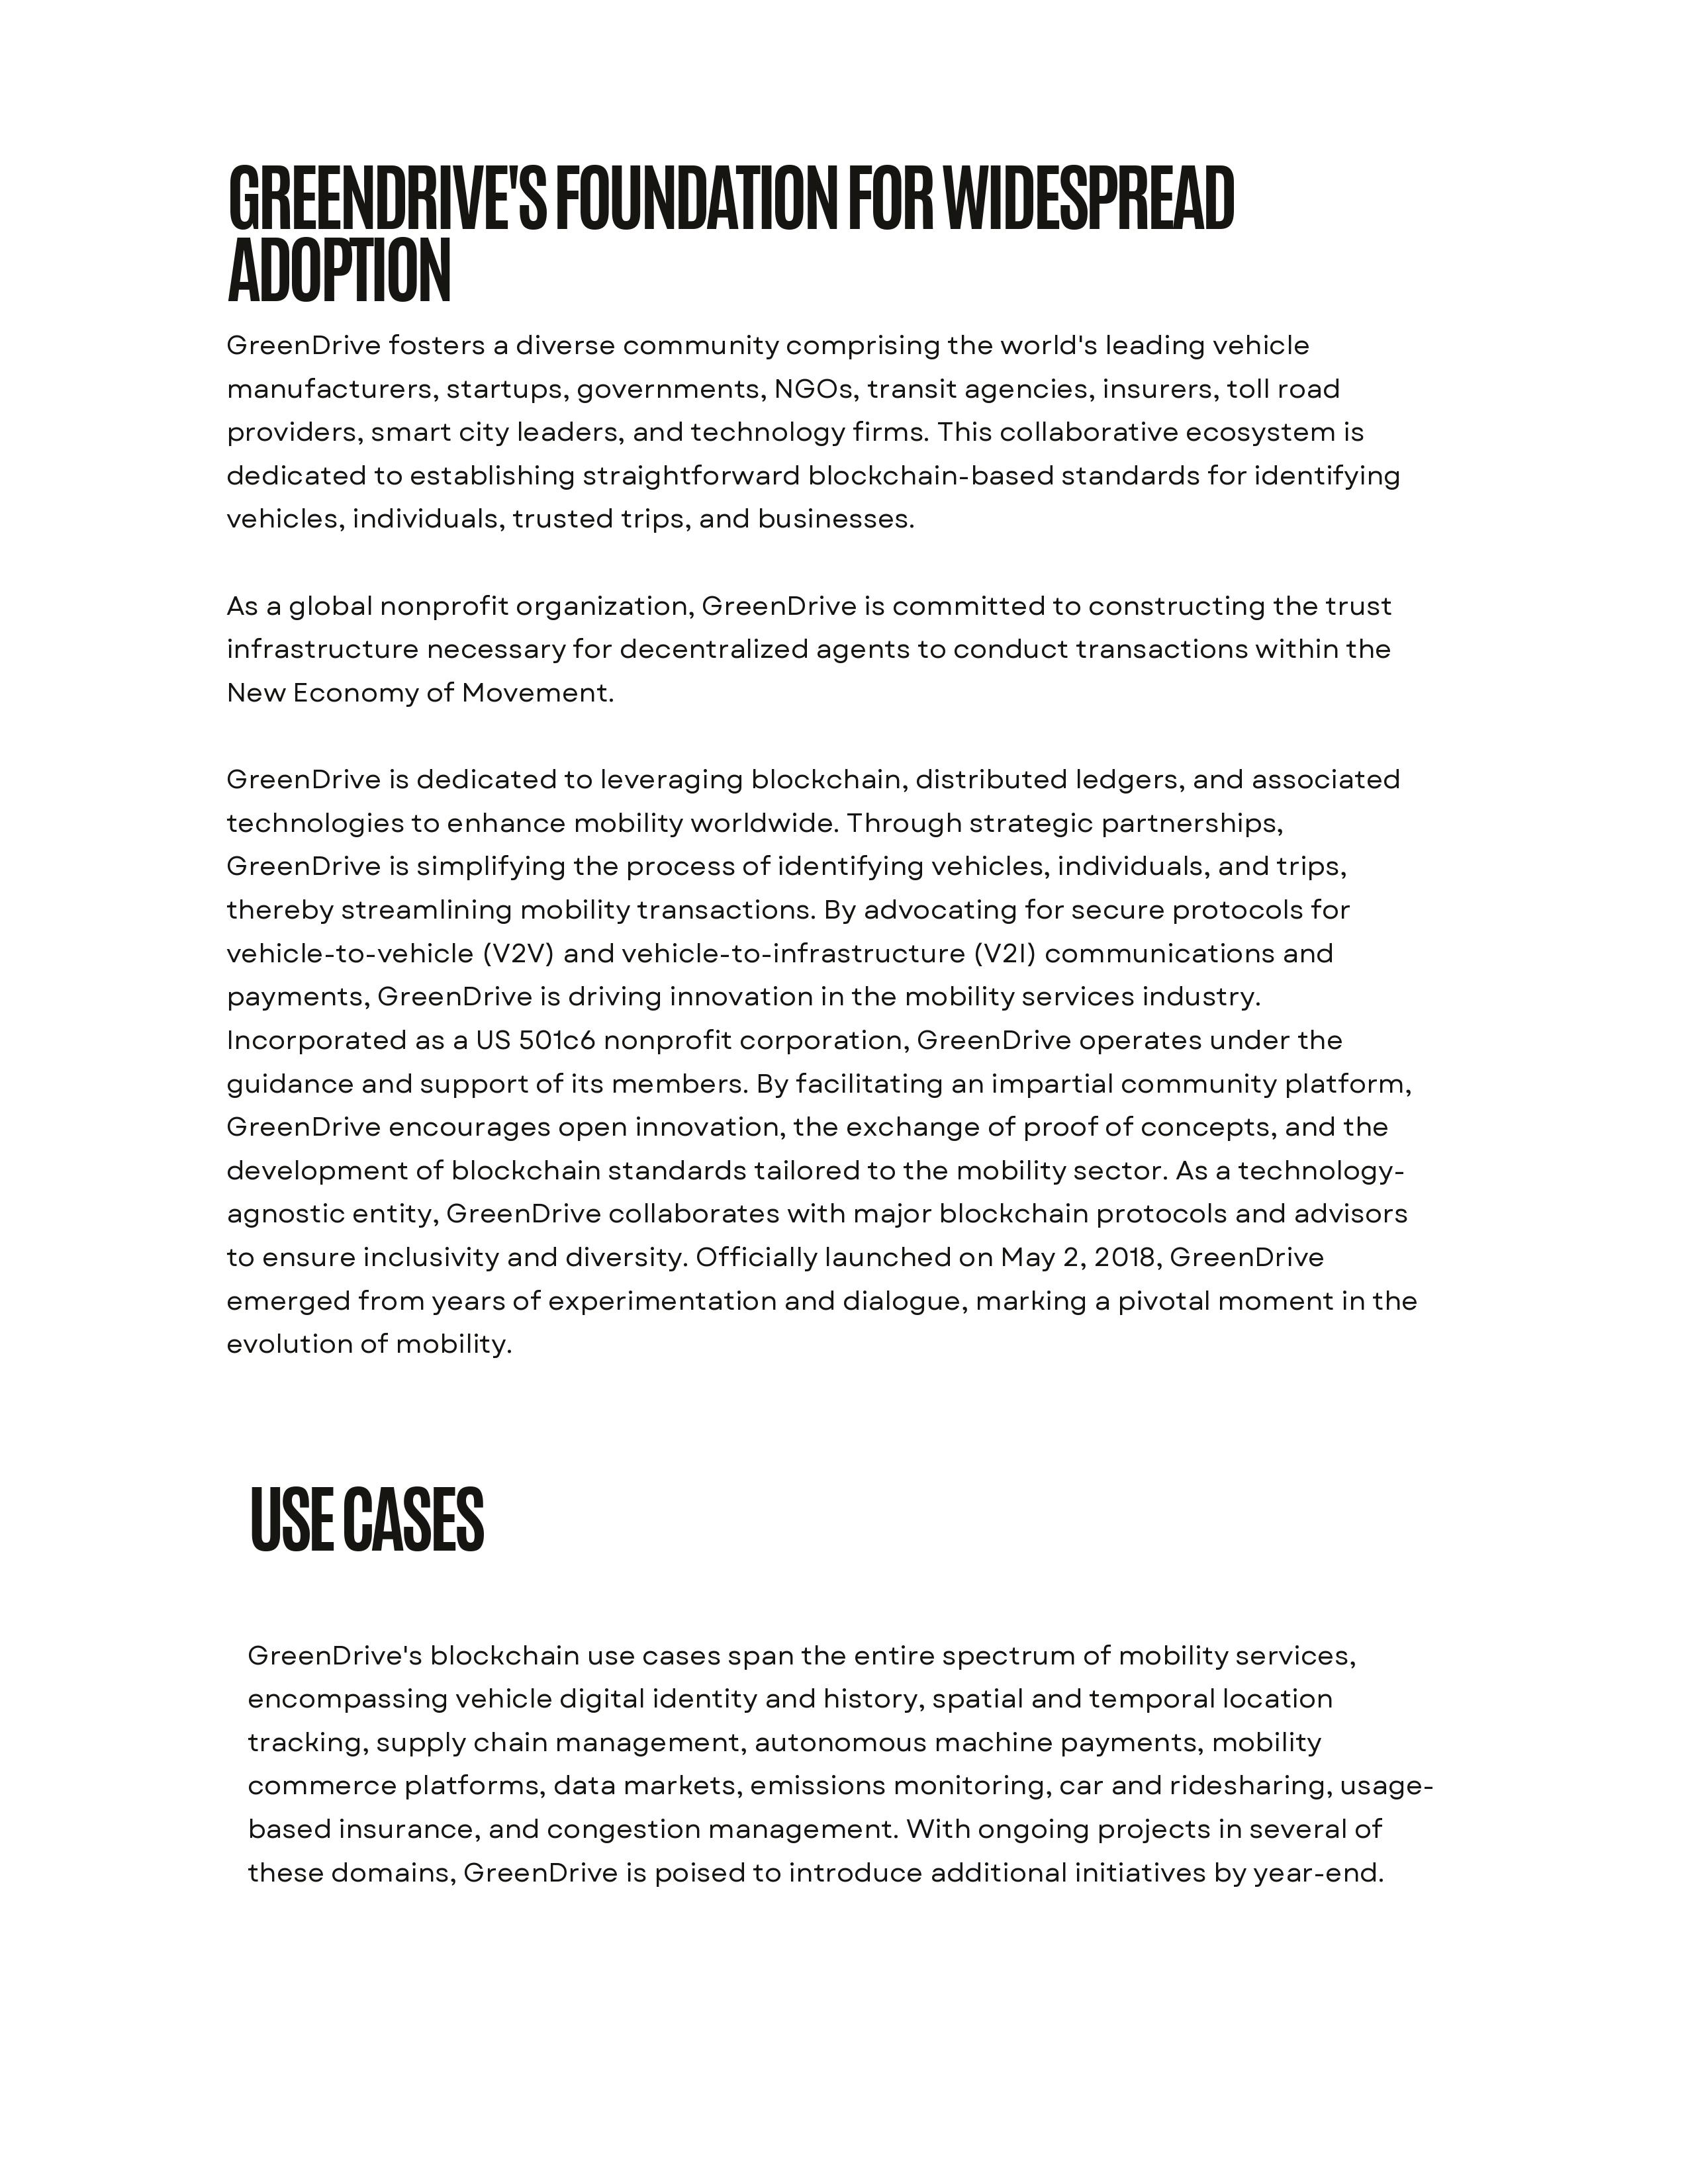 GREENDRIVE'S FOUNDATION FOR WIDESPREAD
ADOPTION
GreenDrive fosters a diverse community comprising the world's leading vehicle
manufacturers, startups, governments, NGOs, transit agencies, insurers, toll road
providers, smart city leaders, and technology firms. This collaborative ecosystem is
dedicated to establishing straightforward blockchain-based standards for identifying
vehicles, individuals, trusted trips, and businesses.
As a global nonprofit organization, GreenDrive is committed to constructing the trust
infrastructure necessary for decentralized agents to conduct transactions within the
New Economy of Movement.
GreenDrive is dedicated to leveraging blockchain, distributed ledgers, and associated
technologies to enhance mobility worldwide. Through strategic partnerships,
GreenDrive is simplifying the process of identifying vehicles, individuals, and trips,
thereby streamlining mobility transactions. By advocating for secure protocols for
vehicle-to-vehicle (V2V) and vehicle-to-infrastructure (V2I) communications and
payments, GreenDrive is driving innovation in the mobility services industry.
Incorporated as a US 501c6 nonprofit corporation, GreenDrive operates under the
guidance and support of its members. By facilitating an impartial community platform,
GreenDrive encourages open innovation, the exchange of proof of concepts, and the
development of blockchain standards tailored to the mobility sector. As a technology-
agnostic entity, GreenDrive collaborates with major blockchain protocols and advisors
to ensure inclusivity and diversity. Officially launched on May 2, 2018, GreenDrive
emerged from years of experimentation and dialogue, marking a pivotal moment in the
evolution of mobility.
USE CASES
GreenDrive's blockchain use cases span the entire spectrum of mobility services,
encompassing vehicle digital identity and history, spatial and temporal location
tracking, supply chain management, autonomous machine payments, mobility
commerce platforms, data markets, emissions monitoring, car and ridesharing, usage-
based insurance, and congestion management. With ongoing projects in several of
these domains, GreenDrive is poised to introduce additional initiatives by year-end.